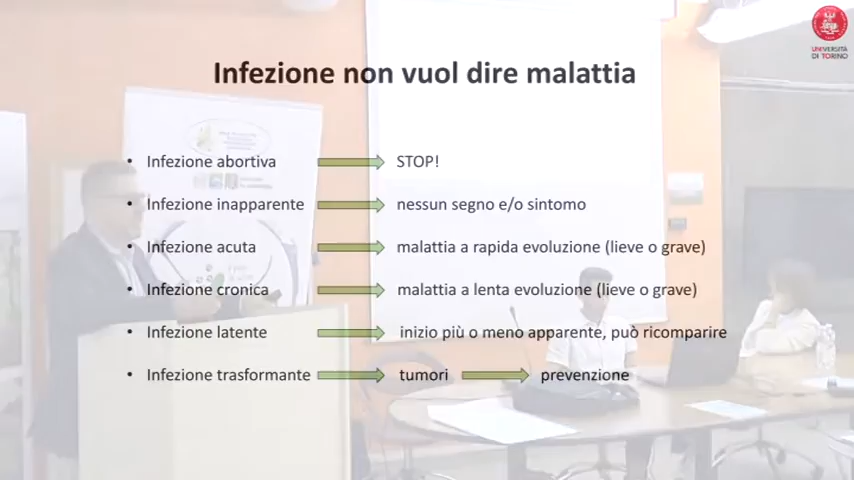 UNIVERSITÀ
DI TORINO
Infezione non vuol dire malattia
• Infezione abortiva STOP!
• Infezione inapparente nessun segno e/o sintomo
• Infezione acuta malattia a rapida evoluzione (lieve o grave)
• Infezione cronica malattia a lenta evoluzione (lieve o grave)
• Infezione latente inizio più o meno apparente, può ricomparire
• Infezione trasformante tumori prevenzione